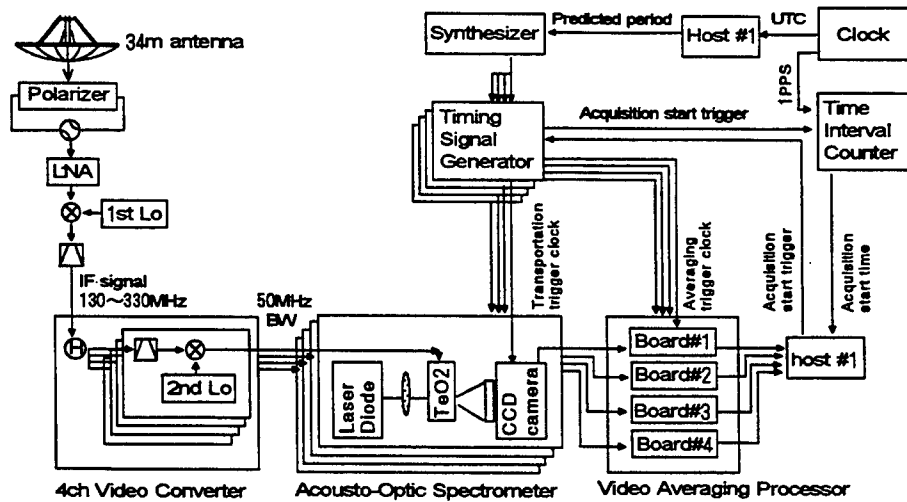 34m antenna
Polarizer
LNA
1st Lo
IF signal
130～330MHz
Synthesizer
Predicted period
Host #1
UTC
Clock
1PPS
Timing
Signal
Generator
Acquisition start trigger
Time
Interval
Counter
Transportation
trigger clock
Averaging
trigger clock
Acquisition
start trigger
Acquisition
start time
50MHz
BW
H
2nd Lo
Laser
Diode
TeO2
CCD
camera
Board#1
Board#2
Board#3
Board#4
host #1
4ch Video Converter
Acousto-Optic Spectrometer
Video Averaging Processor